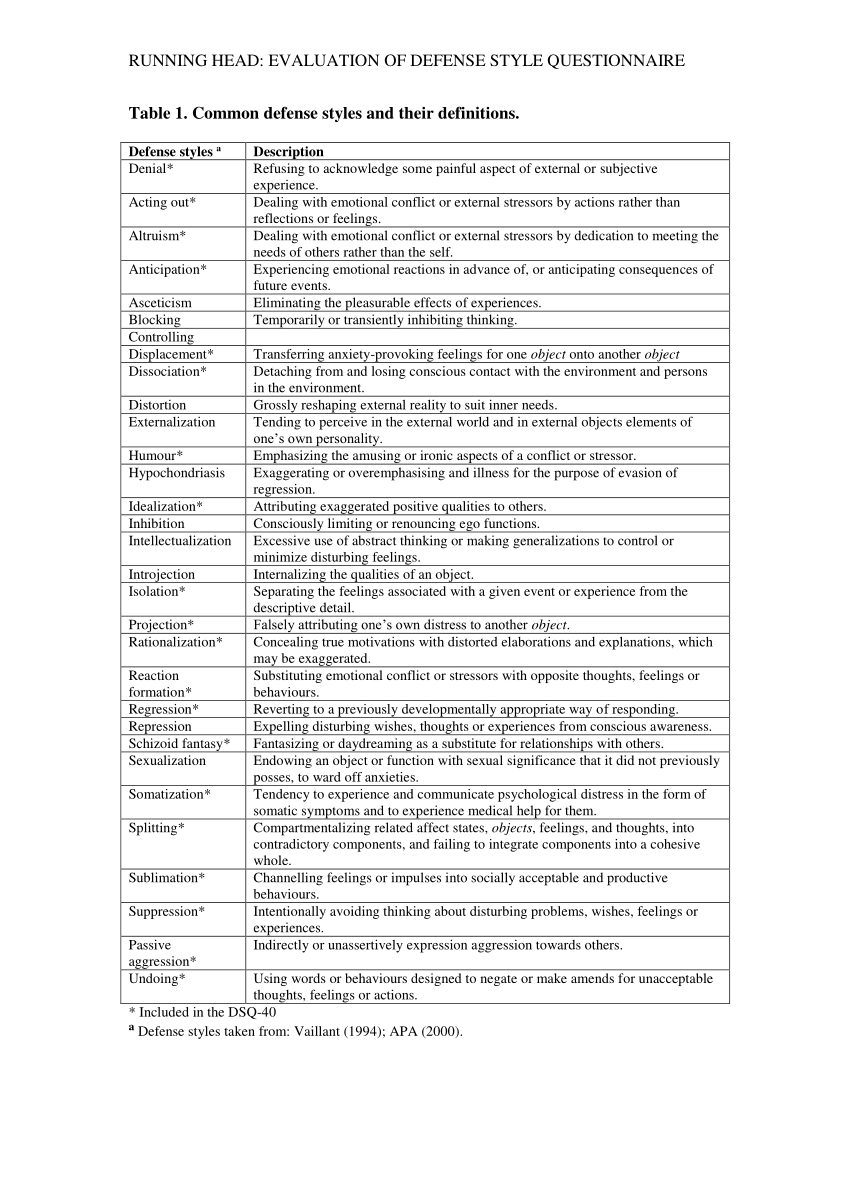 RUNNING HEAD: EVALUATION OF DEFENSE STYLE QUESTIONNAIRE
Table 1. Common defense styles and their definitions.
Defense styles a Description
Denial* Refusing to acknowledge some painful aspect of external or subjective
experience.
Acting out* Dealing with emotional conflict or external stressors by actions rather than
reflections or feelings.
Altruism* Dealing with emotional conflict or external stressors by dedication to meeting the
needs of others rather than the self.
Anticipation* Experiencing emotional reactions in advance of, or anticipating consequences of
future events.
Asceticism Eliminating the pleasurable effects of experiences.
Blocking Temporarily or transiently inhibiting thinking.
Controlling
Displacement* Transferring anxiety-provoking feelings for one object onto another object
Dissociation* Detaching from and losing conscious contact with the environment and persons
in the environment.
Distortion Grossly reshaping external reality to suit inner needs.
Externalization Tending to perceive in the external world and in external objects elements of
one's own personality.
Humour* Emphasizing the amusing or ironic aspects of a conflict or stressor.
Hypochondriasis Exaggerating or overemphasising and illness for the purpose of evasion of
regression.
Idealization* Attributing exaggerated positive qualities to others.
Inhibition Consciously limiting or renouncing ego functions.
Intellectualization Excessive use of abstract thinking or making generalizations to control or
minimize disturbing feelings.
Introjection Internalizing the qualities of an object.
Isolation* Separating the feelings associated with a given event or experience from the
descriptive detail.
Projection* Falsely attributing one's own distress to another object.
Rationalization* Concealing true motivations with distorted elaborations and explanations, which
may be exaggerated.
Reaction Substituting emotional conflict or stressors with opposite thoughts, feelings or
formation* behaviours.
Regression* Reverting to a previously developmentally appropriate way of responding.
Repression Expelling disturbing wishes, thoughts or experiences from conscious awareness.
Schizoid fantasy* Fantasizing or daydreaming as a substitute for relationships with others.
Sexualization Endowing an object or function with sexual significance that it did not previously
posses, to ward off anxieties.
Somatization* Tendency to experience and communicate psychological distress in the form of
somatic symptoms and to experience medical help for them.
Splitting* Compartmentalizing related affect states, objects, feelings, and thoughts, into
contradictory components, and failing to integrate components into a cohesive
whole.
Sublimation* Channelling feelings or impulses into socially acceptable and productive
behaviours.
Suppression* Intentionally avoiding thinking about disturbing problems, wishes, feelings or
experiences.
Passive Indirectly or unassertively expression aggression towards others.
aggression*
Undoing* Using words or behaviours designed to negate or make amends for unacceptable
thoughts, feelings or actions.
* Included in the DSQ-40
a Defense styles taken from: Vaillant (1994); APA (2000).